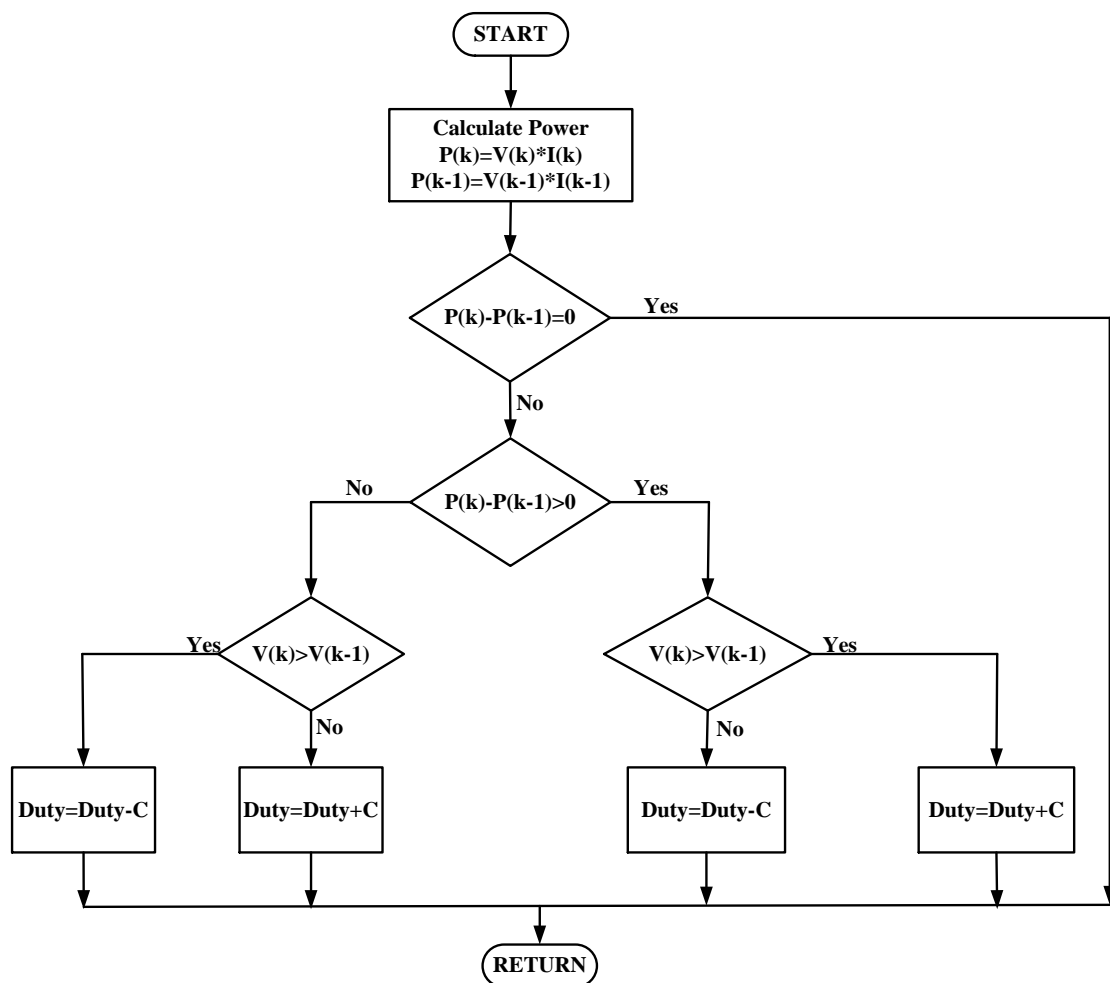 START
Calculate Power
P(k)=V(k)*I(k)
P(k-1)=V(k-1)*I(k-1)
P(k)-P(k-1)=0
Yes
No
P(k)-P(k-1)>0
No
Yes
V(k)>V(k-1)
Yes
No
V(k)>V(k-1)
Yes
No
Duty=Duty-C
Duty=Duty+C
Duty=Duty-C
Duty=Duty+C
RETURN